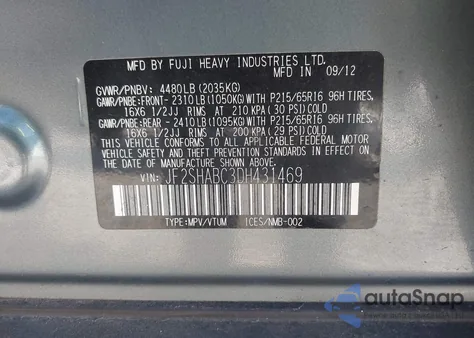 MFD BY FUJI HEAVY INDUSTRIES LTD.
MFD IN 09/12
GVWR/PNBV: 4480LB (2035KG)
GAWR/PNBE:FRONT- 2310LB(1050KG)WITH P215/65R16 96H TIRES.
16X6 1/2JJ RIMS AT 210 KPA (30 PSI)COLD
GAWR/PNBE:REAR -2410LB(1095KG)WITH P215/65R16 96H TIRES.
16X6 1/2JJ RIMS AT 200 KPA (29 PSI)COLD
THIS VEHICLE CONFORMS TO ALL APPLICABLE FEDERAL MOTOR
VEHICLE SAFETY, BUMPER, AND THEFT PREVENTION STANDARDS
IN EFFECT ON THE DATE OF MANUFACTURE SHOWN ABOVE.
VIN: JF2SHABC3DH431469
TYPE:MPV/VTUM ICES/NMB-002
autoSnap